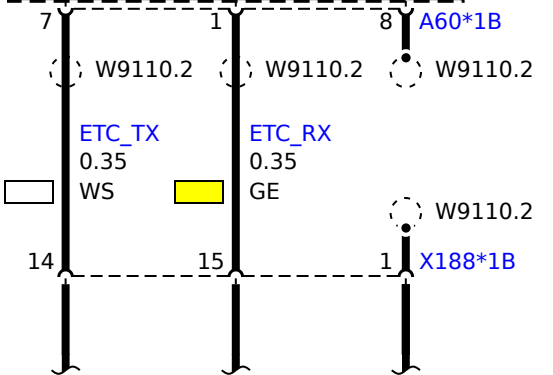 7 1 8 A60*1B
W9110.2 W9110.2 W9110.2
ETC_TX ETC_RX
0.35 0.35
WS GE
W9110.2
14 15 1 X188*1B